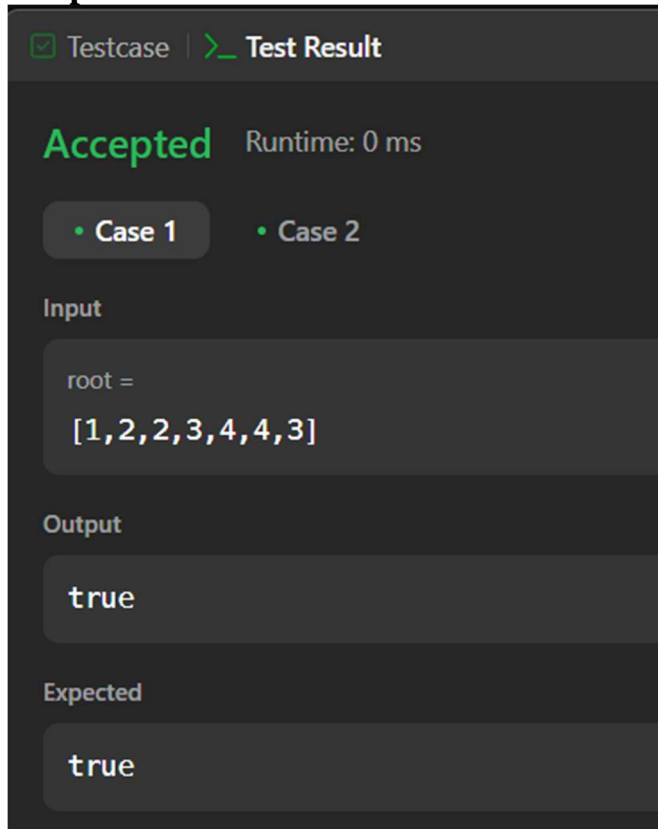 Testcase | >_ Test Result
Accepted Runtime: 0 ms
• Case 1 • Case 2
Input
root =
[1,2,2,3,4,4,3]
Output
true
Expected
true